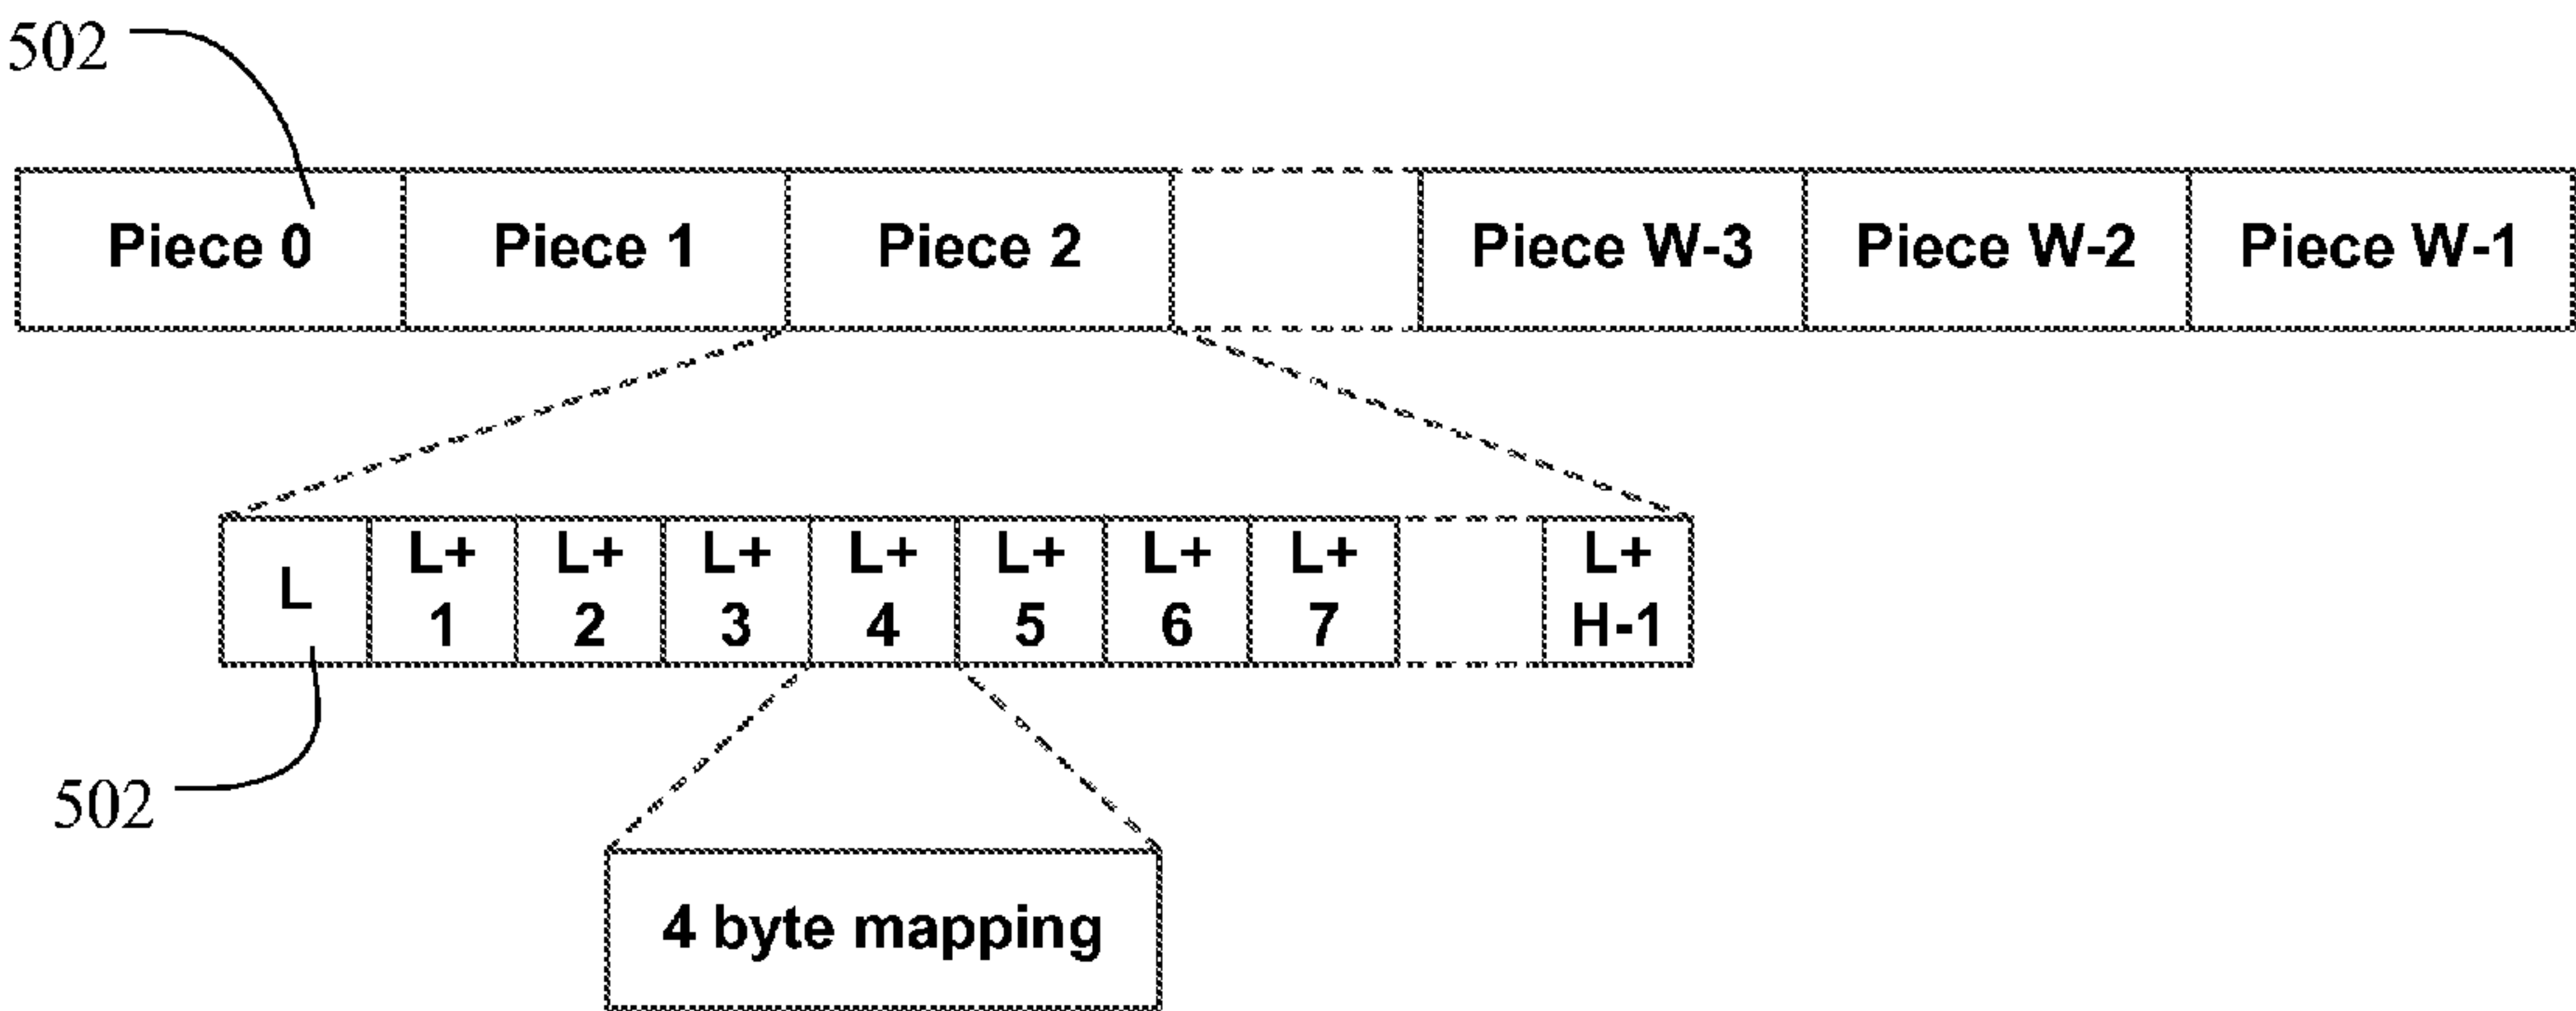 502
Piece 0 Piece 1 Piece 2 Piece W-3 Piece W-2 Piece W-1
L L+ L+ L+ L+ L+ L+ L+ L+
1 2 3 4 5 6 7 H-1
502
4 byte mapping